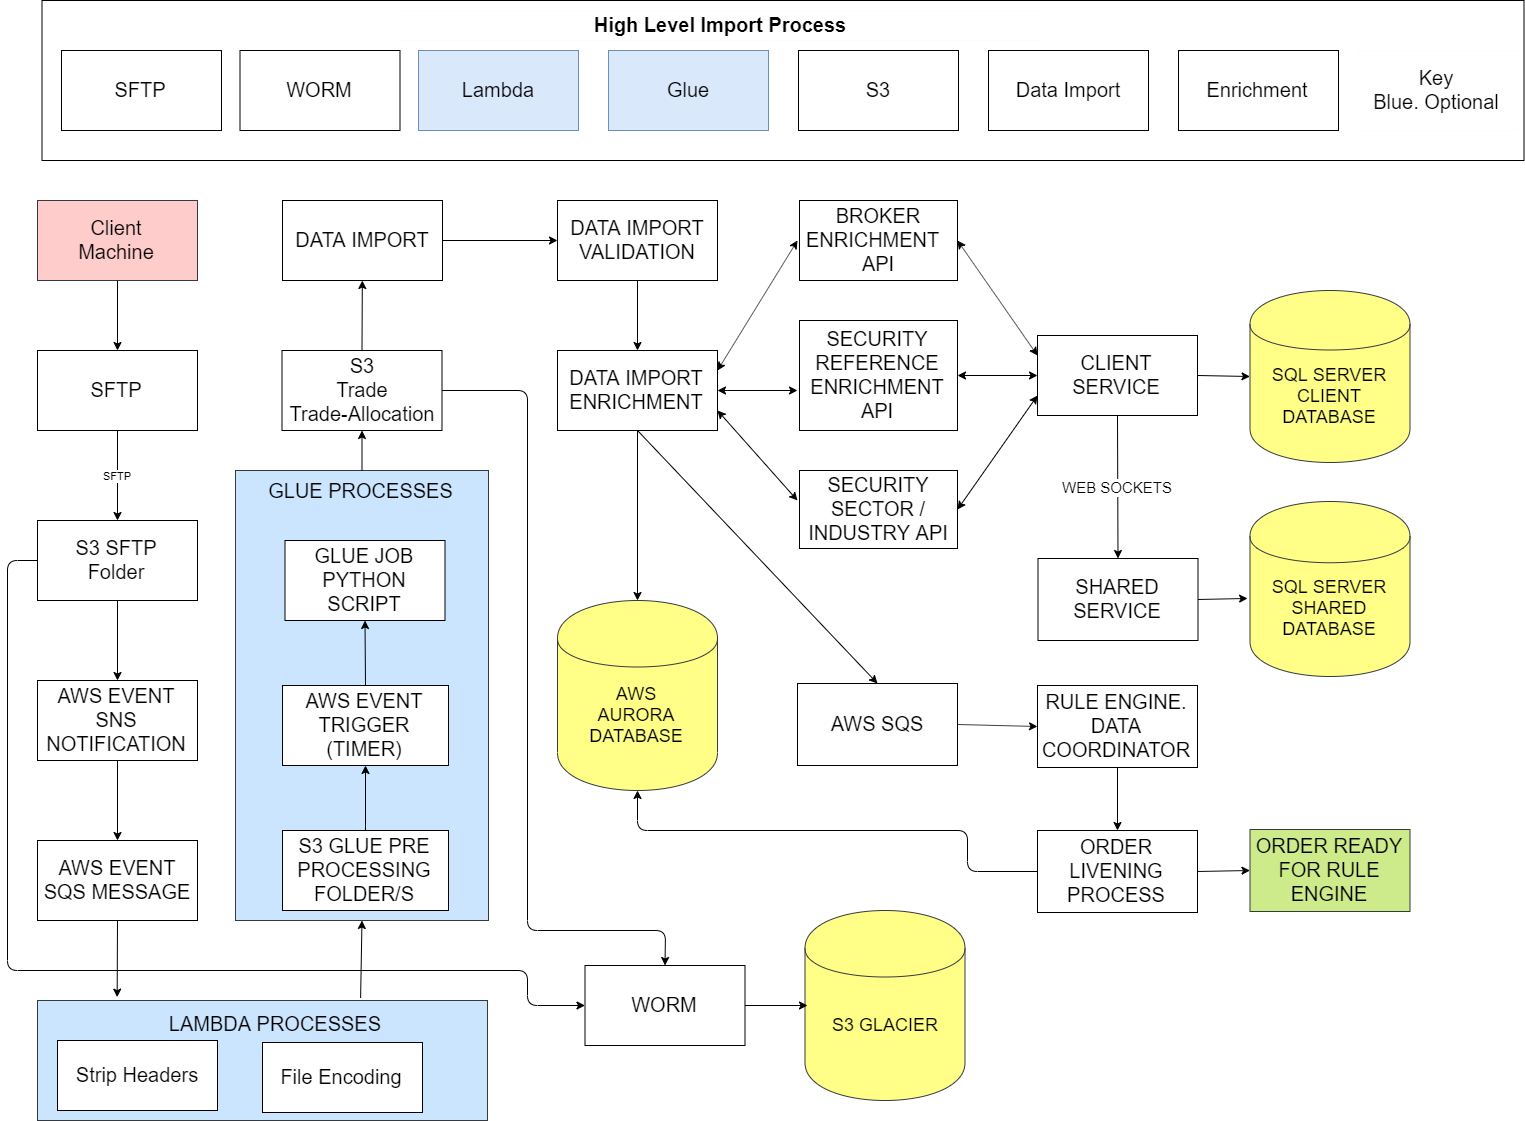 High Level Import Process
SFTP
WORM
Lambda
Glue
S3
Data Import
Enrichment
Key
Blue. Optional
Client
Machine
SFTP
SFTP
S3 SFTP
Folder
AWS EVENT
SNS
NOTIFICATION
AWS EVENT
SQS MESSAGE
LAMBDA PROCESSES
Strip Headers
File Encoding
DATA IMPORT
S3
Trade
Trade-Allocation
GLUE PROCESSES
GLUE JOB
PYTHON
SCRIPT
AWS EVENT
TRIGGER
(TIMER)
S3 GLUE PRE
PROCESSING
FOLDER/S
DATA IMPORT
VALIDATION
DATA IMPORT
ENRICHMENT
AWS
AURORA
DATABASE
WORM
S3 GLACIER
BROKER
ENRICHMENT
API
SECURITY
REFERENCE
ENRICHMENT
API
SECURITY
SECTOR /
INDUSTRY API
AWS SQS
CLIENT
SERVICE
WEB SOCKETS
SHARED
SERVICE
RULE ENGINE.
DATA
COORDINATOR
ORDER
LIVENING
PROCESS
SQL SERVER
CLIENT
DATABASE
SQL SERVER
SHARED
DATABASE
ORDER READY
FOR RULE
ENGINE